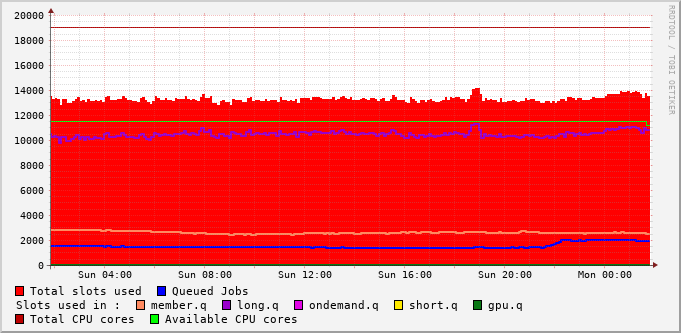 RRDTOOL / TOBI OETIKER
20000
18000
16000
14000
12000
10000
8000
6000
4000
2000
0
Sun 04:00 Sun 08:00 Sun 12:00 Sun 16:00 Sun 20:00 Mon 00:00
Total slots used Queued Jobs
Slots used in : member.q long.q ondemand.q short.q gpu.q
Total CPU cores Available CPU cores